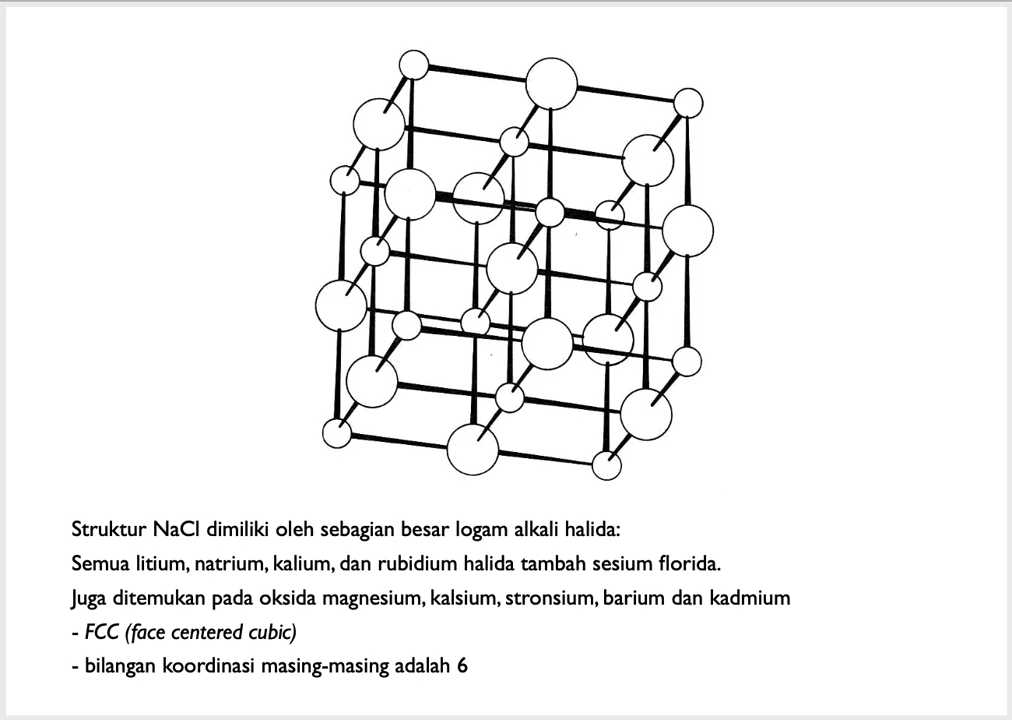 Struktur NaCl dimiliki oleh sebagian besar logam alkali halida:
Semua litium, natrium, kalium, dan rubidium halida tambah sesium florida.
Juga ditemukan pada oksida magnesium, kalsium, stronsium, barium dan kadmium
- FCC (face centered cubic)
- bilangan koordinasi masing-masing adalah 6